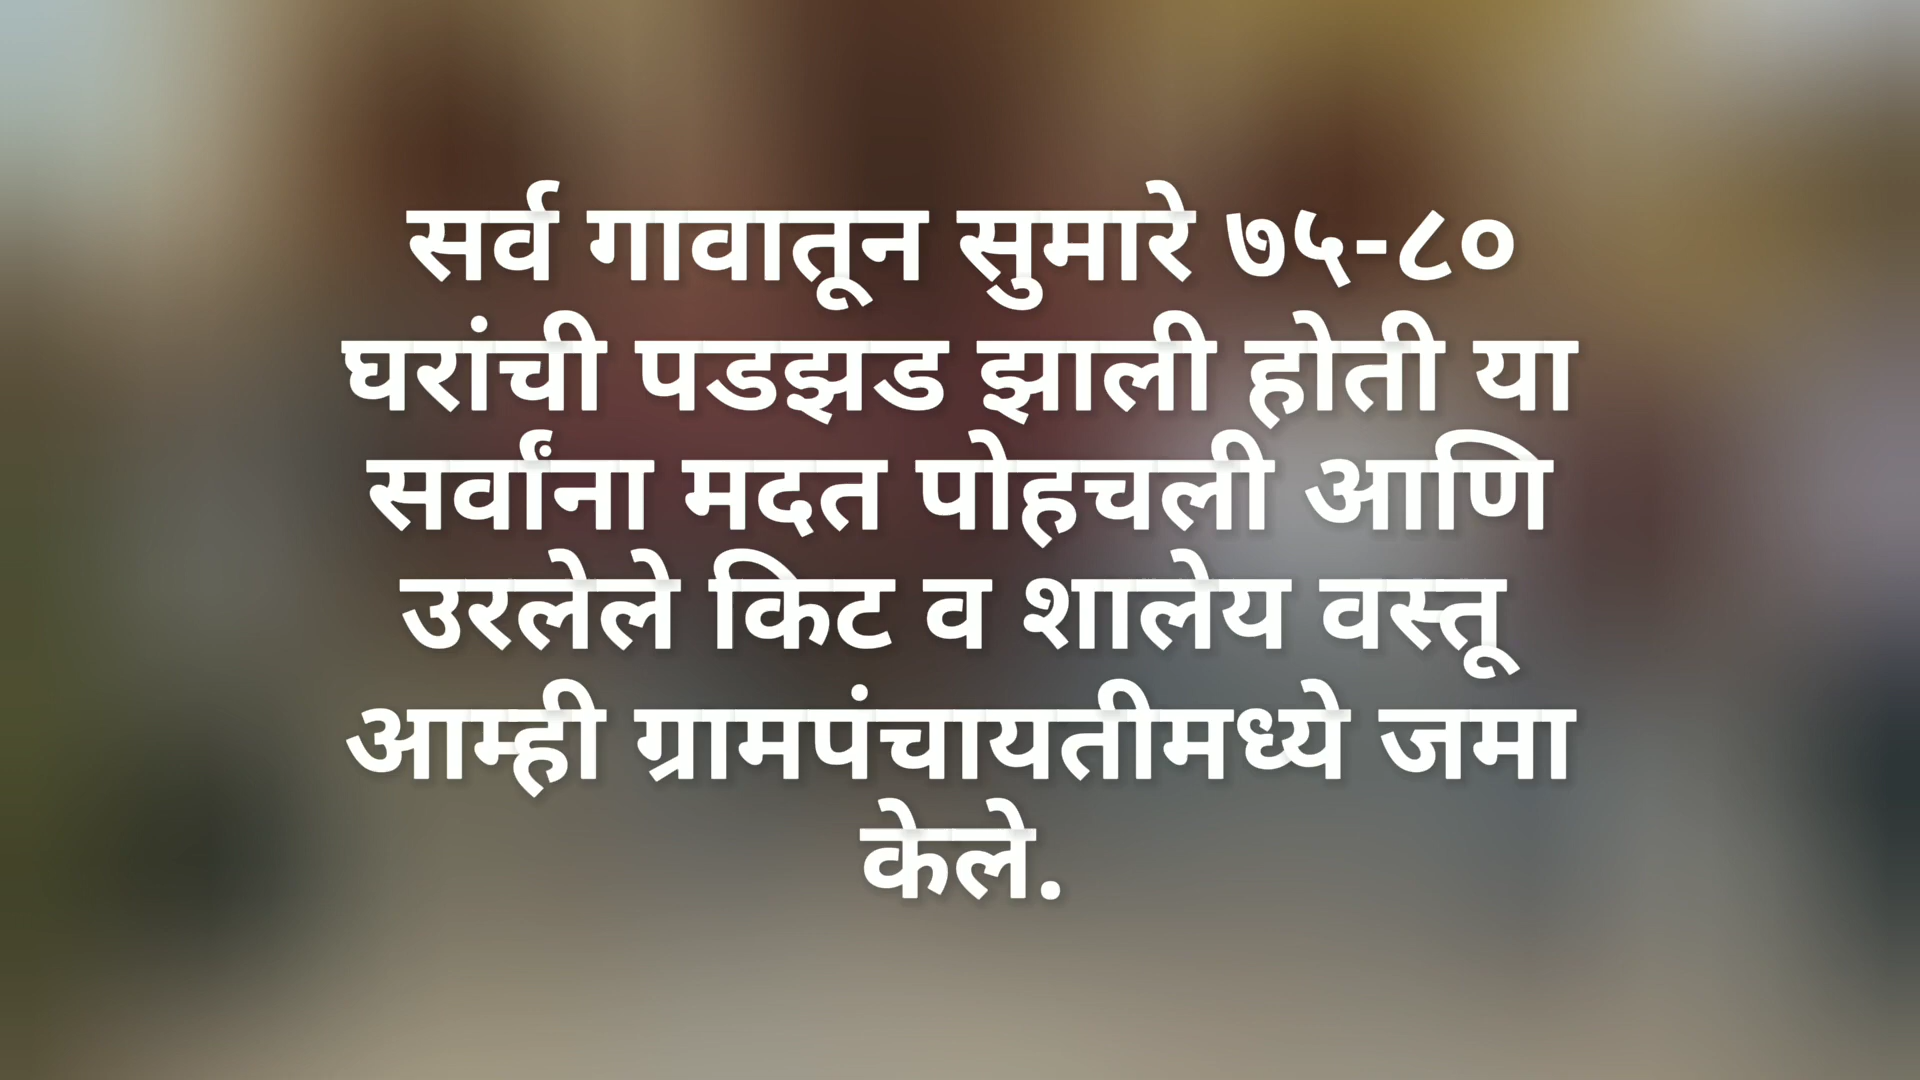 सर्व गावातून सुमारे ७५-८०
घरांची पडझड झाली होती या
सर्वांना मदत पोहचली आणि
उरलेले किट व शालेय वस्तू
आम्ही ग्रामपंचायतीमध्ये जमा
केले.